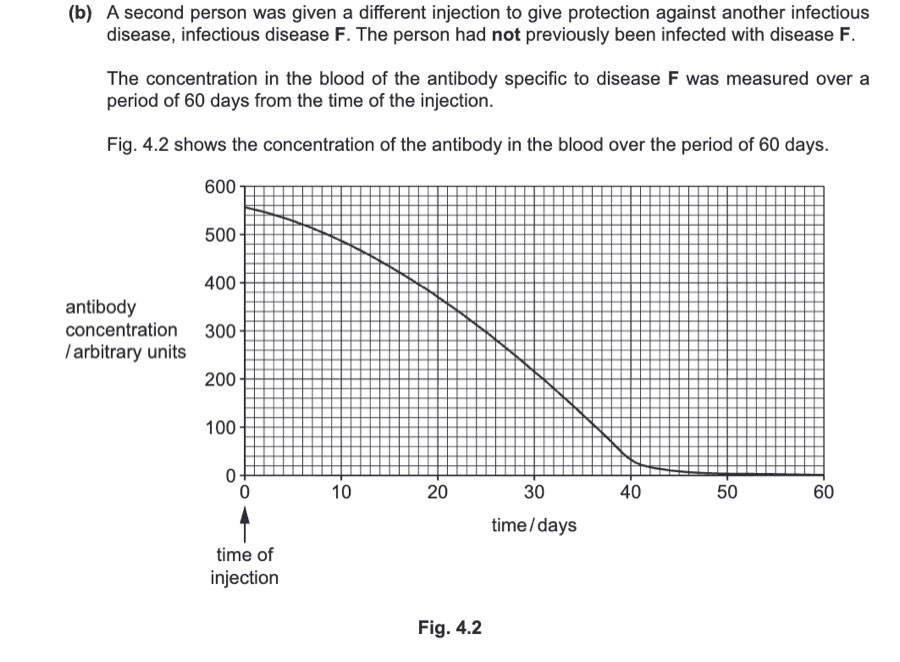 (b) A second person was given a different injection to give protection against another infectious
disease, infectious disease F. The person had not previously been infected with disease F.
The concentration in the blood of the antibody specific to disease F was measured over a
period of 60 days from the time of the injection.
Fig. 4.2 shows the concentration of the antibody in the blood over the period of 60 days.
600
500
400
300
200
100
0
antibody
concentration
/ arbitrary units
0 10 20 30 40 50 60
time / days
time of
injection
Fig. 4.2